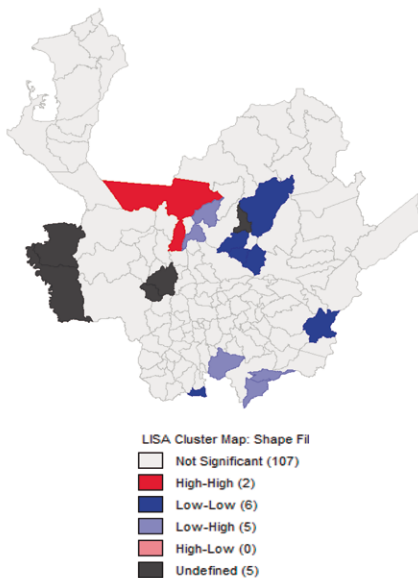 LISA Cluster Map: Shape Fil
Not Significant (107)
High-High (2)
Low-Low (6)
Low-High (5)
High-Low (0)
Undefined (5)